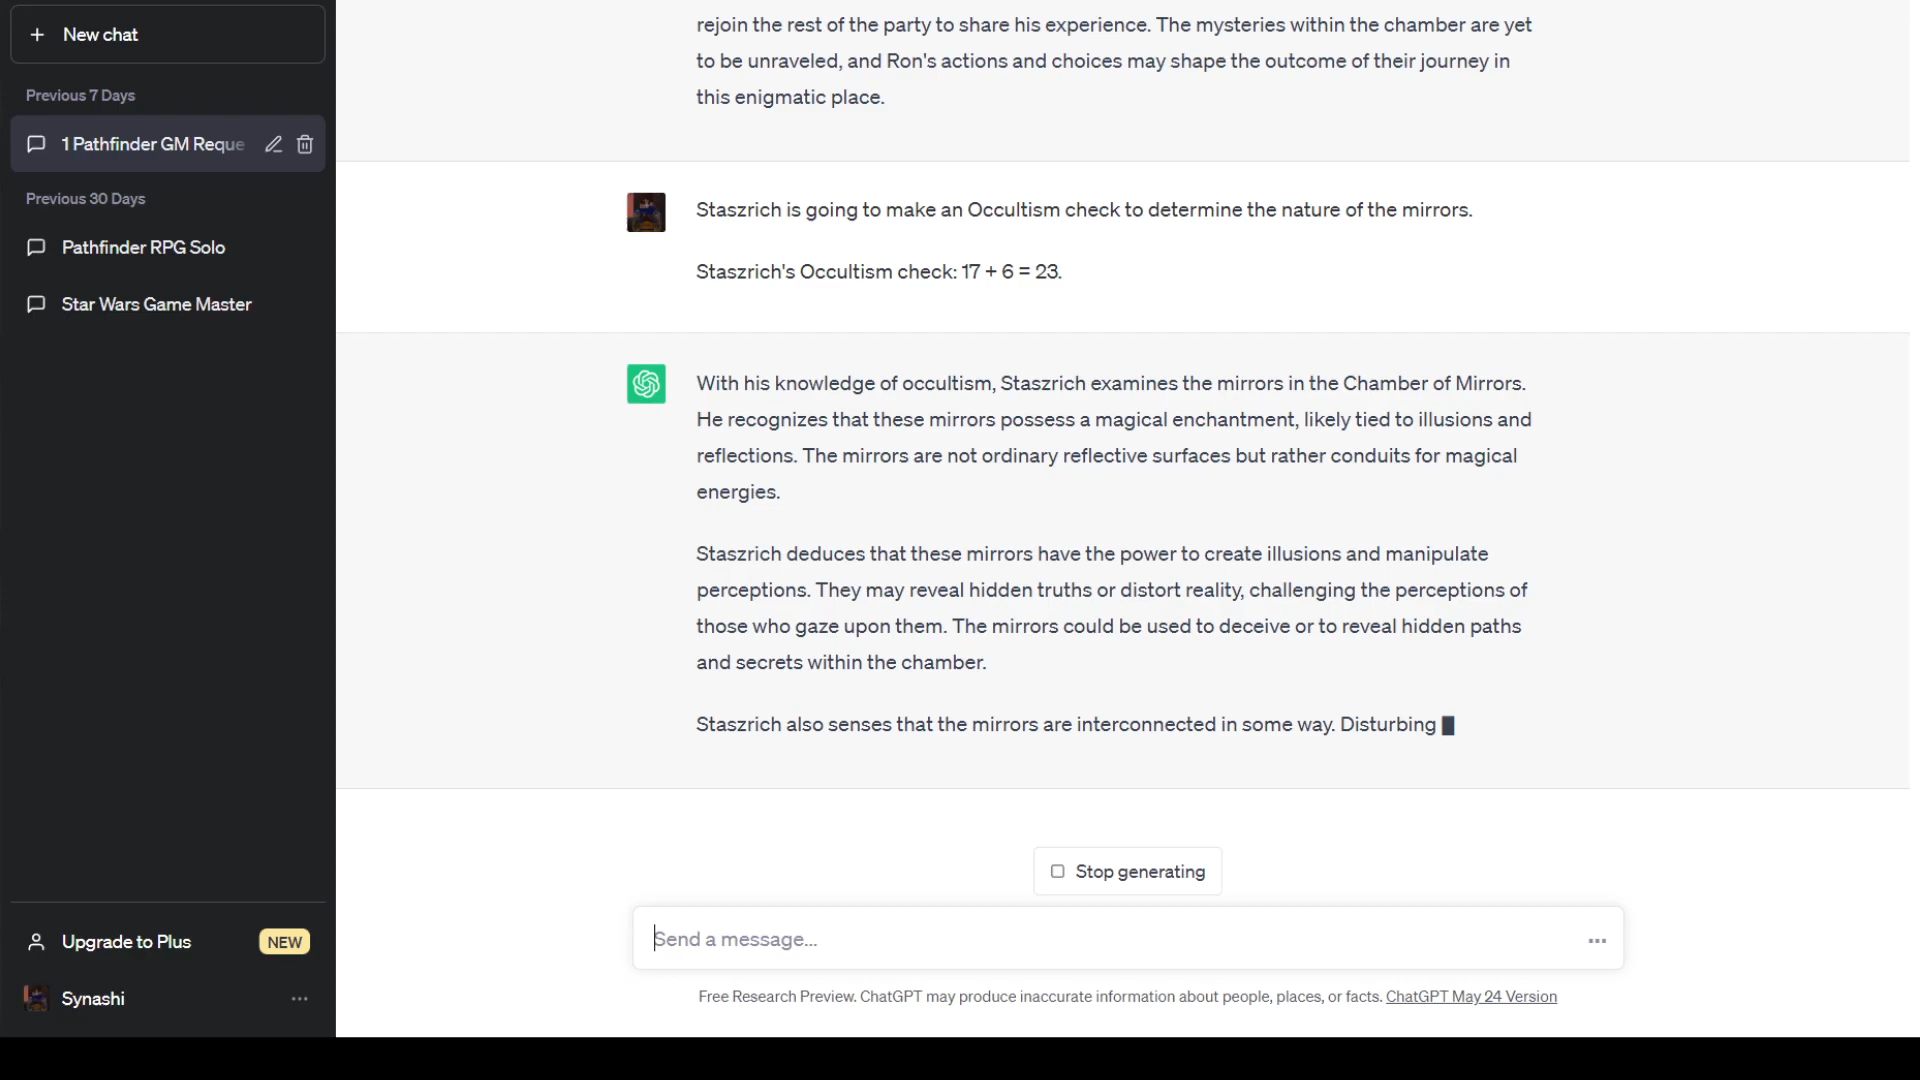 New chat
Previous 7 Days
1 Pathfinder GM Reque
Previous 30 Days
Pathfinder RPG Solo
Star Wars Game Master
Upgrade to Plus
NEW
Synashi
rejoin the rest of the party to share his experience. The mysteries within the chamber are yet
to be unraveled, and Ron's actions and choices may shape the outcome of their journey in
this enigmatic place.
Staszrich is going to make an Occultism check to determine the nature of the mirrors.
Staszrich's Occultism check: 17 + 6 = 23.
With his knowledge of occultism, Staszrich examines the mirrors in the Chamber of Mirrors.
He recognizes that these mirrors possess a magical enchantment, likely tied to illusions and
reflections. The mirrors are not ordinary reflective surfaces but rather conduits for magical
energies.
Staszrich deduces that these mirrors have the power to create illusions and manipulate
perceptions. They may reveal hidden truths or distort reality, challenging the perceptions of
those who gaze upon them. The mirrors could be used to deceive or to reveal hidden paths
and secrets within the chamber.
Staszrich also senses that the mirrors are interconnected in some way. Disturbing
Stop generating
Send a message...
Free Research Preview. ChatGPT may produce inaccurate information about people, places, or facts. ChatGPT May 24 Version